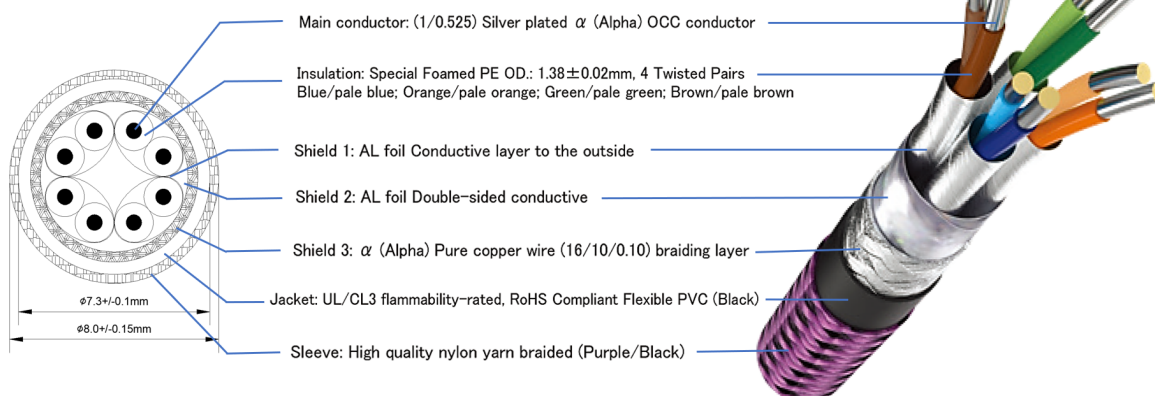 Main conductor: (1/0.525) Silver plated α (Alpha) OCC conductor
Insulation: Special Foamed PE OD.: 1.38±0.02mm, 4 Twisted Pairs
Blue/pale blue; Orange/pale orange; Green/pale green; Brown/pale brown
Shield 1: AL foil Conductive layer to the outside
Shield 2: AL foil Double-sided conductive
Shield 3: α (Alpha) Pure copper wire (16/10/0.10) braiding layer
Jacket: UL/CL3 flammability-rated, RoHS Compliant Flexible PVC (Black)
ø7.3+/-0.1mm
ø8.0+/-0.15mm
Sleeve: High quality nylon yarn braided (Purple/Black)